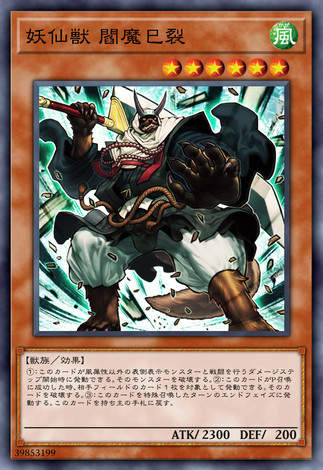 妖仙獣 閻魔巳裂
風
[獣族／効果]
①:このカードが風属性以外の表側表示モンスターと戦闘を行うダメージステ
ップ開始時に発動できる。そのモンスターを破壊する。②:このカードがP召喚
に成功した時、相手フィールドのカード1枚を対象として発動できる。そのカ
ードを破壊する。③:このカードを特殊召喚したターンのエンドフェイズに発
動する。このカードを持ち主の手札に戻す。
ATK/ 2300 DEF/ 200
39853199